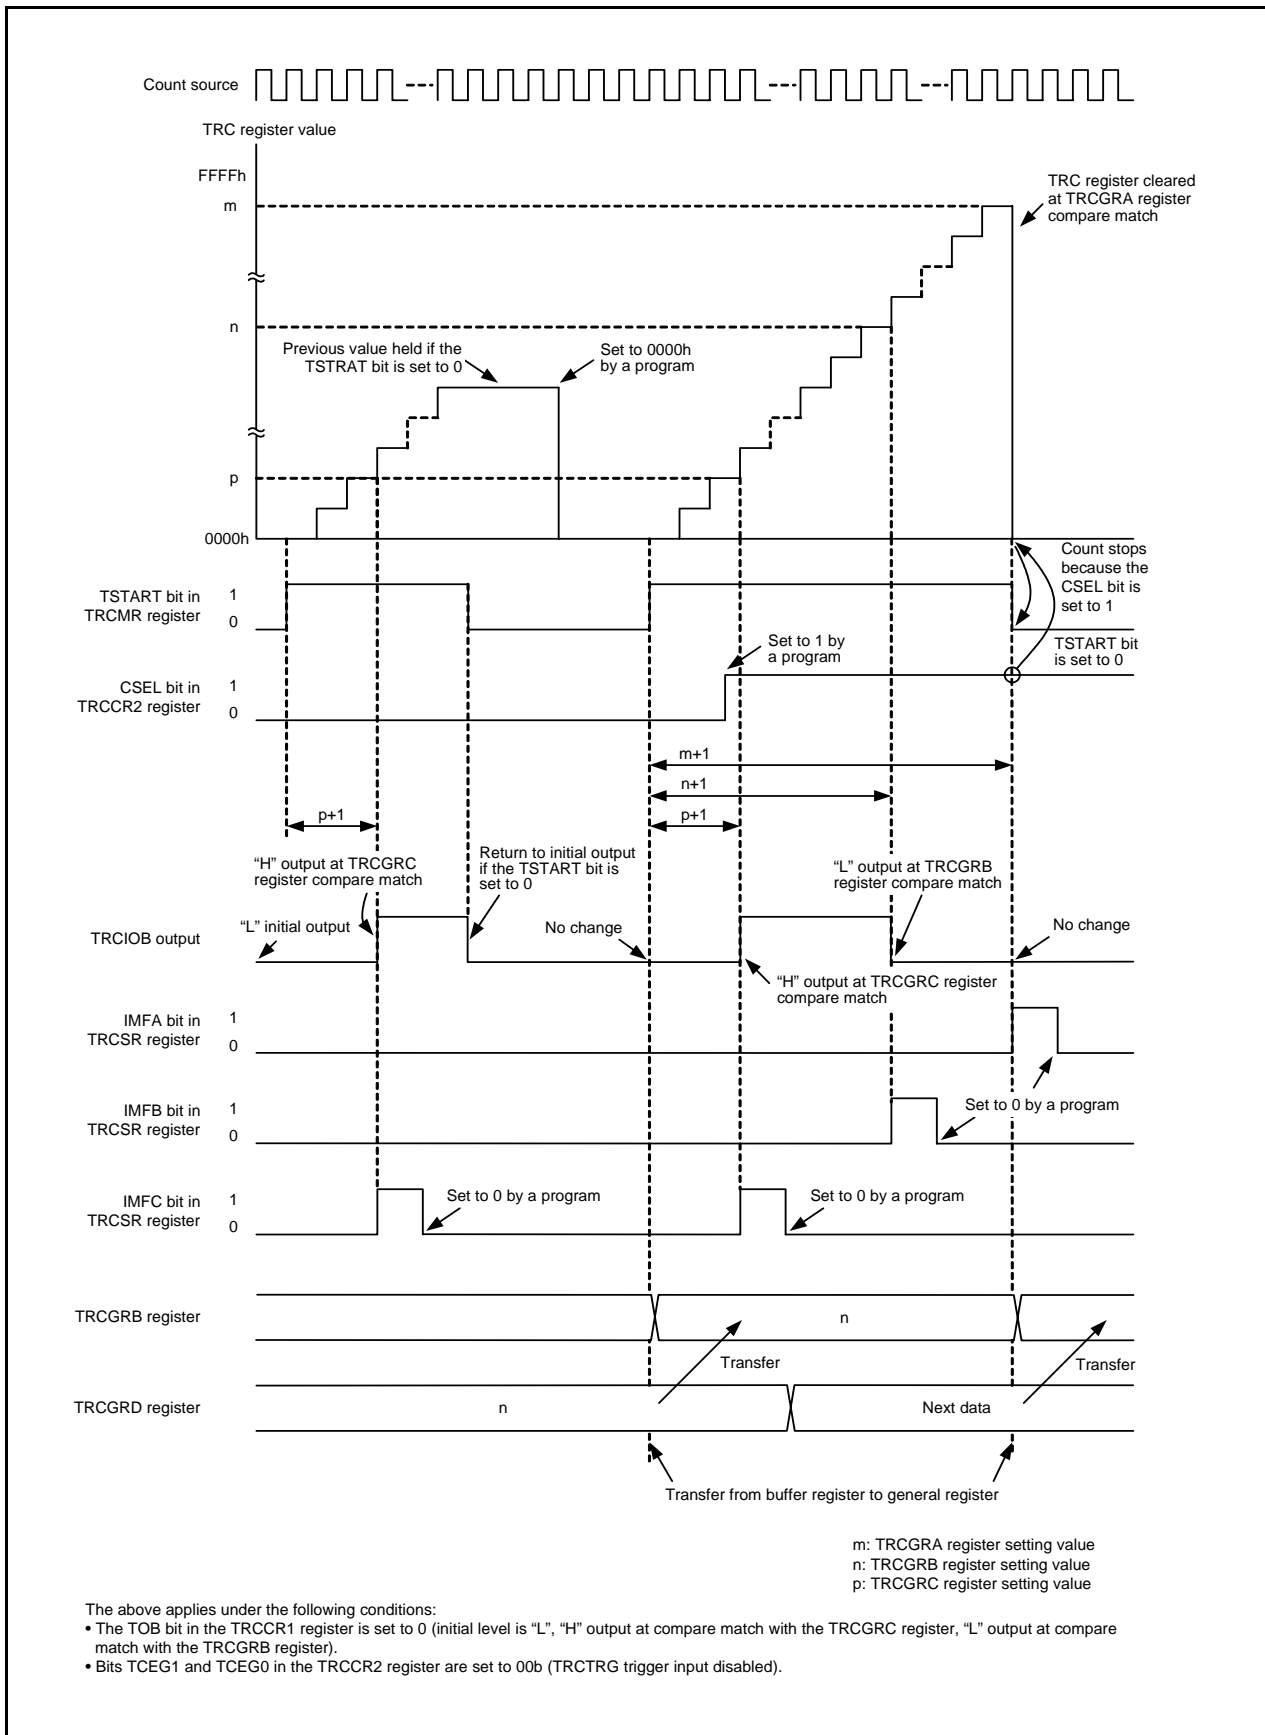 Count source
TRC register value
FFFFh
m
TRC register cleared
at TRCGRA register
compare match
n
Previous value held if the
TSTRAT bit is set to 0
Set to 0000h
by a program
p
0000h
Count stops
because the
CSEL bit is
set to 1
TSTART bit in
TRCMR register
1
0
TSTART bit
is set to 0
Set to 1 by
a program
CSEL bit in
TRCCR2 register
1
0
m+1
n+1
p+1
p+1
Return to initial output
if the TSTART bit is
set to 0
“H” output at TRCGRC
register compare match
“L” output at TRCGRB
register compare match
“L” initial output
No change
No change
TRCIOB output
“H” output at TRCGRC register
compare match
IMFA bit in
TRCSR register
1
0
Set to 0 by a program
IMFB bit in
TRCSR register
1
0
IMFC bit in
TRCSR register
1
0
Set to 0 by a program
Set to 0 by a program
TRCGRB register
n
Transfer
Transfer
TRCGRD register
n
Next data
Transfer from buffer register to general register
m: TRCGRA register setting value
n: TRCGRB register setting value
p: TRCGRC register setting value
The above applies under the following conditions:
• The TOB bit in the TRCCR1 register is set to 0 (initial level is “L”, “H” output at compare match with the TRCGRC register, “L” output at compare
match with the TRCGRB register).
• Bits TCEG1 and TCEG0 in the TRCCR2 register are set to 00b (TRCTRG trigger input disabled).